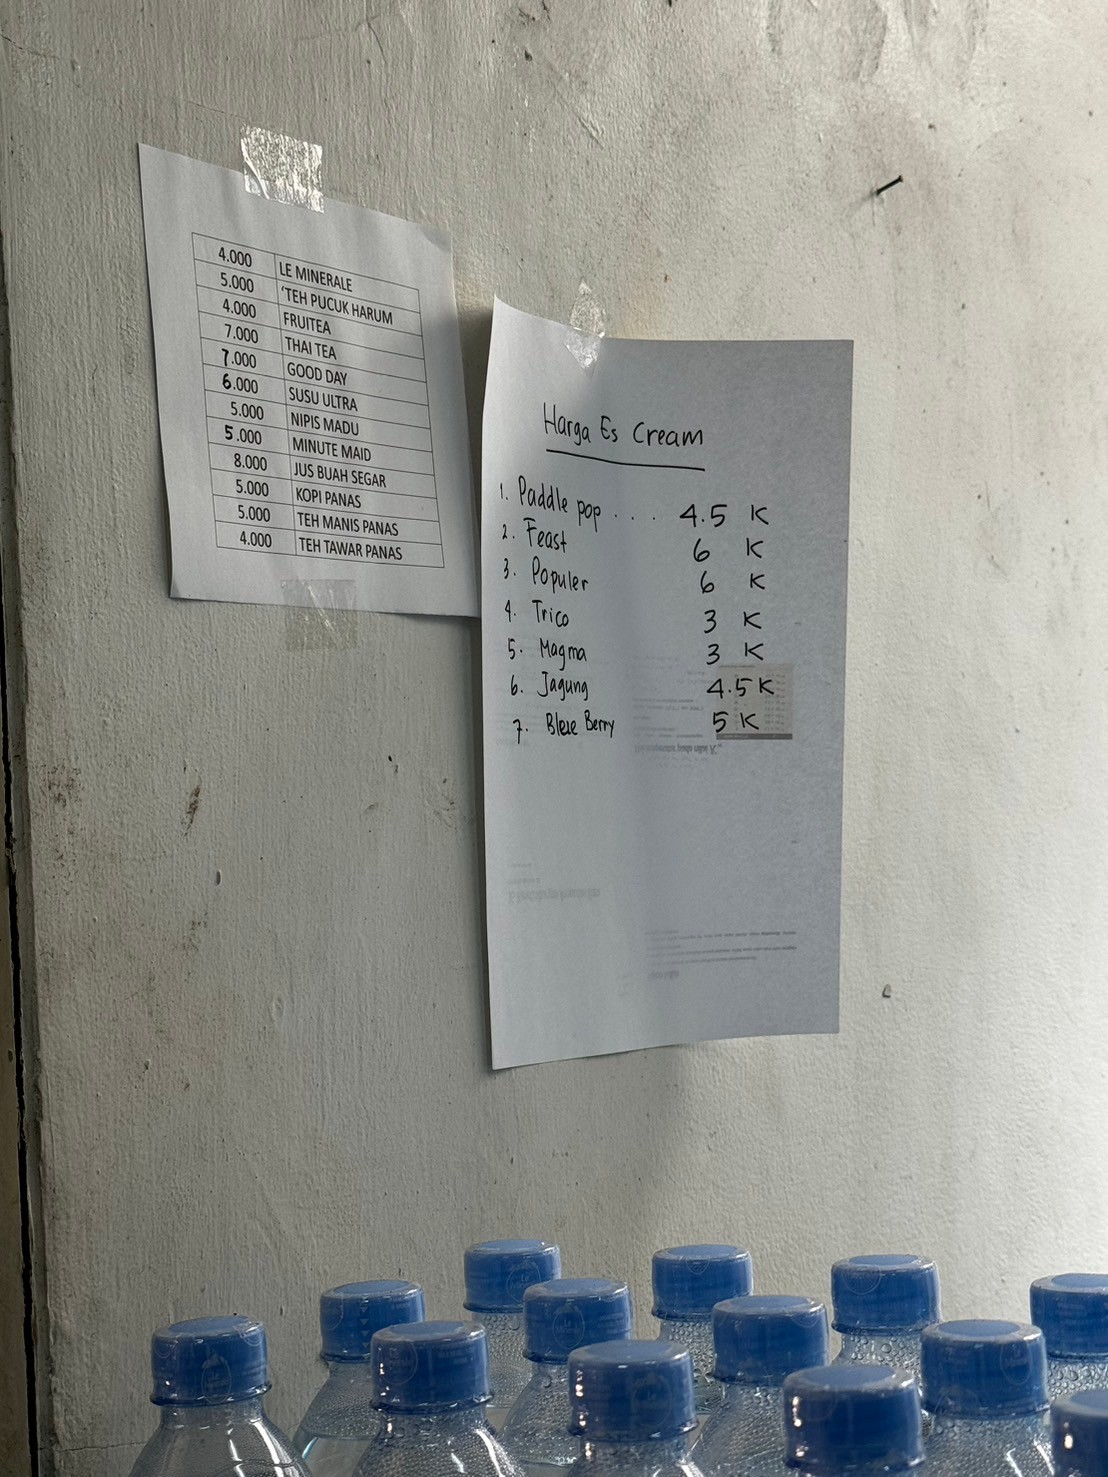 4.000 LE MINERALE
5.000 'TEH PUCUK HARUM
4.000 FRUITEA
7.000 THAI TEA
7.000 GOOD DAY
6.000 SUSU ULTRA
5.000 NIPIS MADU
5.000 MINUTE MAID
8.000 JUS BUAH SEGAR
5.000 KOPI PANAS
5.000 TEH MANIS PANAS
4.000 TEH TAWAR PANAS
Harga Es Cream
1. Paddle pop . . . 4.5 K
2. Feast 6 K
3. Populer 6 K
4. Trico 3 K
5. Magma 3 K
6. Jagung 4.5 K
7. Blue Berry 5 K